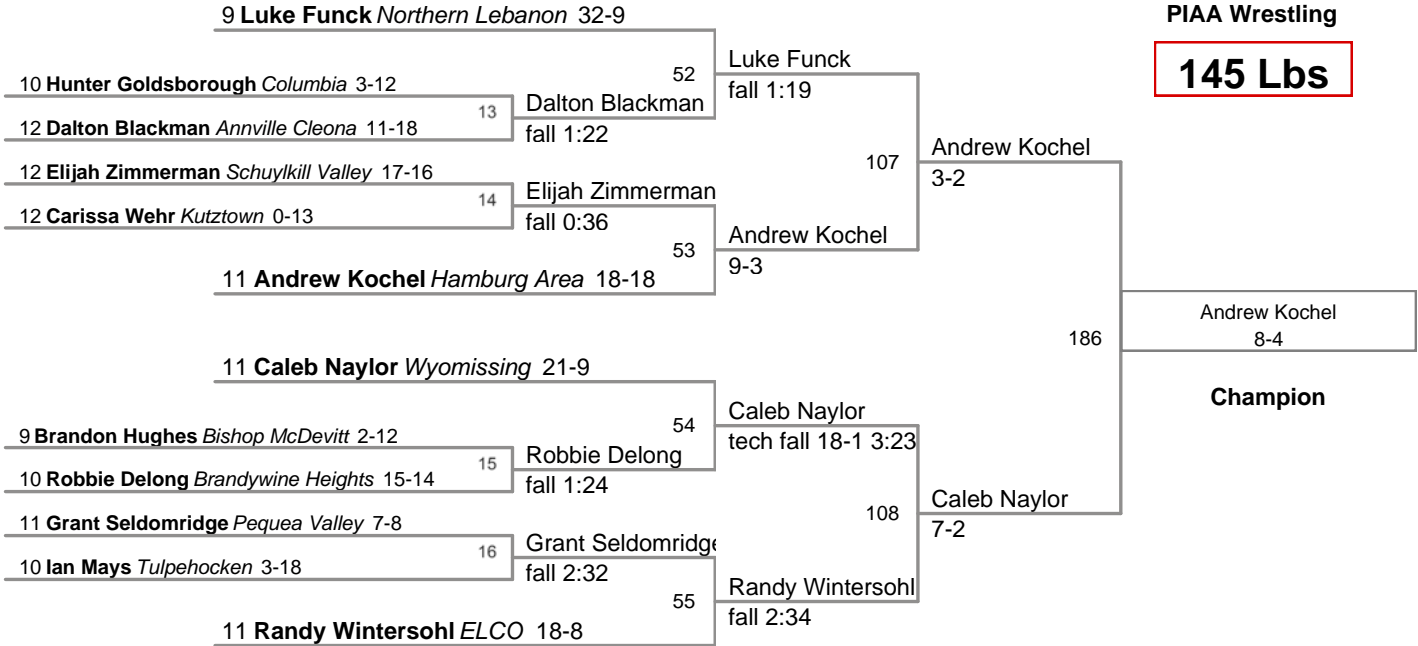 9 Luke Funck Northern Lebanon 32-9
PIAA Wrestling
145 Lbs
52
Luke Funck
fall 1:19
10 Hunter Goldsborough Columbia 3-12
13
Dalton Blackman
fall 1:22
12 Dalton Blackman Annville Cleona 11-18
107
Andrew Kochel
3-2
12 Elijah Zimmerman Schuylkill Valley 17-16
14
Elijah Zimmerman
fall 0:36
12 Carissa Wehr Kutztown 0-13
53
Andrew Kochel
9-3
11 Andrew Kochel Hamburg Area 18-18
186
Andrew Kochel
8-4
Champion
11 Caleb Naylor Wyomissing 21-9
54
Caleb Naylor
tech fall 18-1 3:23
9 Brandon Hughes Bishop McDevitt 2-12
15
Robbie Delong
fall 1:24
10 Robbie Delong Brandywine Heights 15-14
108
Caleb Naylor
7-2
11 Grant Seldomridge Pequea Valley 7-8
16
Grant Seldomridge
fall 2:32
10 Ian Mays Tulpehocken 3-18
55
Randy Wintersohl
fall 2:34
11 Randy Wintersohl ELCO 18-8